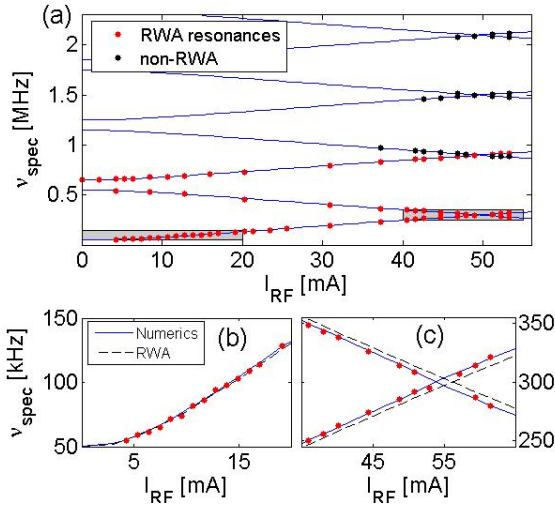 (a)
RWA resonances
non-RWA
2
1.5
1
0.5
ν_spec [MHz]
0 10 20 30 40 50
I_RF [mA]
150
100
50
ν_spec [kHz]
Numerics
RWA
(b)
5 15
I_RF [mA]
(c)
350
300
250
45 55
I_RF [mA]